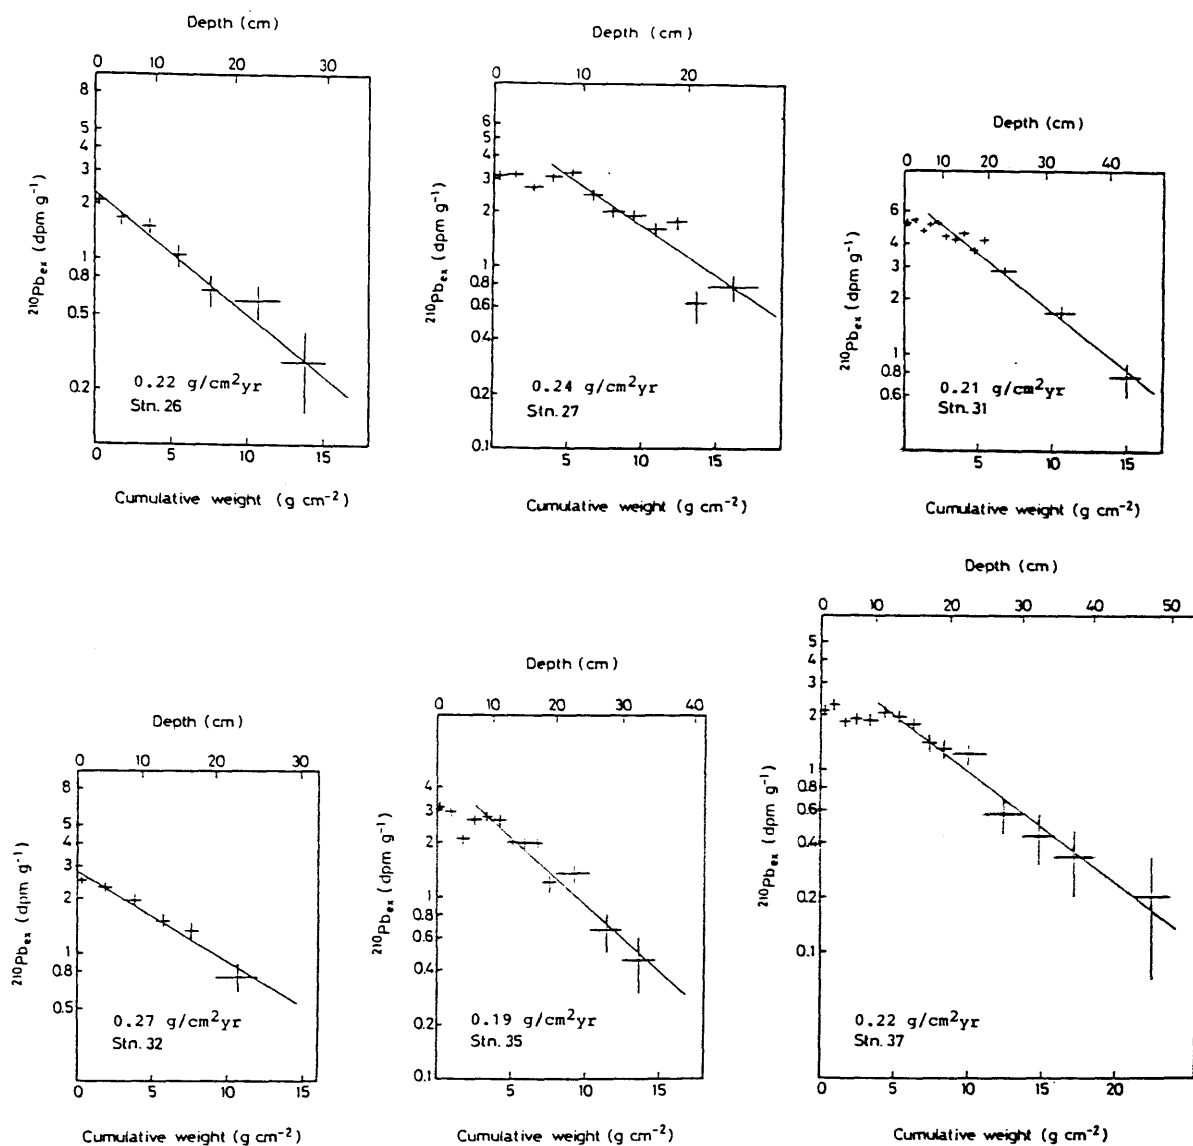 Depth (cm)
0 10 20 30
8
5
4
3
2
1
0.8
0.5
0.2
²¹⁰Pbex (dpm g⁻¹)
0.22 g/cm²yr
Stn. 26
0 5 10 15
Cumulative weight (g cm⁻²)
Depth (cm)
0 10 20
6
5
4
3
2
1
0.8
0.6
0.1
²¹⁰Pbex (dpm g⁻¹)
0.24 g/cm²yr
Stn. 27
5 10 15
Cumulative weight (g cm⁻²)
Depth (cm)
0 10 20 30 40
6
4
3
2
1
0.8
0.6
²¹⁰Pbex (dpm g⁻¹)
0.21 g/cm²yr
Stn. 31
5 10 15
Cumulative weight (g cm⁻²)
Depth (cm)
0 10 20 30
8
5
4
3
2
1
0.8
0.5
²¹⁰Pbex (dpm g⁻¹)
0.27 g/cm²yr
Stn. 32
0 5 10 15
Cumulative weight (g cm⁻²)
Depth (cm)
0 10 20 30 40
4
3
2
1
0.8
0.6
0.4
0.2
0.1
²¹⁰Pbex (dpm g⁻¹)
0.19 g/cm²yr
Stn. 35
0 5 10 15
Cumulative weight (g cm⁻²)
Depth (cm)
0 10 20 30 40 50
4
3
2
1
0.8
0.6
0.4
0.2
0.1
²¹⁰Pbex (dpm g⁻¹)
0.22 g/cm²yr
Stn. 37
0 5 10 15 20
Cumulative weight (g cm⁻²)